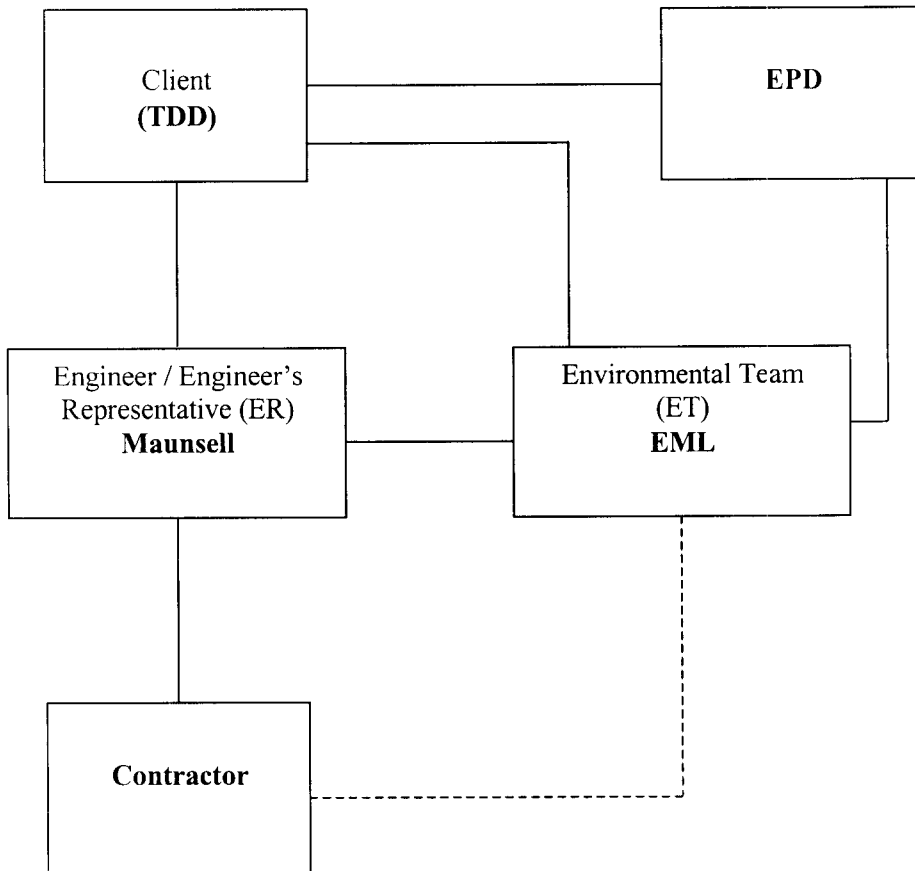 Client
(TDD)
EPD
Engineer / Engineer's
Representative (ER)
Maunsell
Environmental Team
(ET)
EML
Contractor